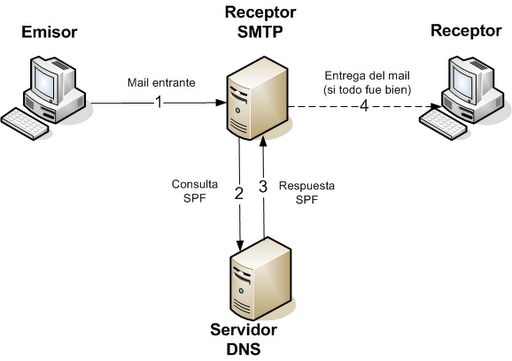 Emisor
Receptor
SMTP
Receptor
Mail entrante
1
Entrega del mail
(si todo fue bien)
4
Consulta
SPF
2
3
Respuesta
SPF
Servidor
DNS